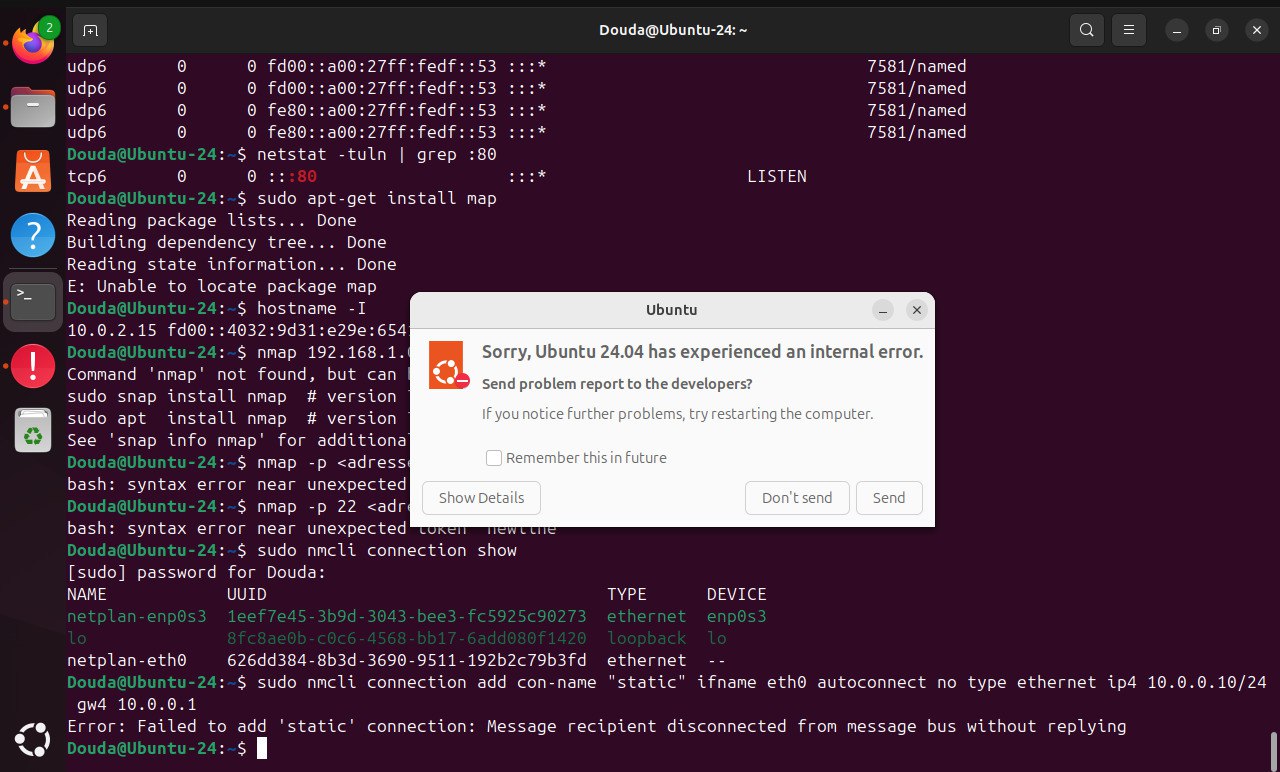 2
Douda@Ubuntu-24: ~
udp6       0      0 fd00::a00:27ff:fedf::53 :::*                                7581/named
udp6       0      0 fd00::a00:27ff:fedf::53 :::*                                7581/named
udp6       0      0 fe80::a00:27ff:fedf::53 :::*                                7581/named
udp6       0      0 fe80::a00:27ff:fedf::53 :::*                                7581/named
Douda@Ubuntu-24:~$ netstat -tuln | grep :80
tcp6       0      0 :::80                   :::*                    LISTEN
Douda@Ubuntu-24:~$ sudo apt-get install map
Reading package lists... Done
Building dependency tree... Done
Reading state information... Done
E: Unable to locate package map
Douda@Ubuntu-24:~$ hostname -I
10.0.2.15 fd00::4032:9d31:e29e:654
Douda@Ubuntu-24:~$ nmap 192.168.1.
Command 'nmap' not found, but can
sudo snap install nmap  # version
sudo apt  install nmap  # version
See 'snap info nmap' for additional
Douda@Ubuntu-24:~$ nmap -p <adresse
bash: syntax error near unexpected
Douda@Ubuntu-24:~$ nmap -p 22 <adr
bash: syntax error near unexpected token `newline'
Douda@Ubuntu-24:~$ sudo nmcli connection show
[sudo] password for Douda:
NAME            UUID                                  TYPE      DEVICE
netplan-enp0s3  1eef7e45-3b9d-3043-bee3-fc5925c90273  ethernet  enp0s3
lo              8fc8ae0b-c0c6-4568-bb17-6add080f1420  loopback  lo
netplan-eth0    626dd384-8b3d-3690-9511-192b2c79b3fd  ethernet  --
Douda@Ubuntu-24:~$ sudo nmcli connection add con-name "static" ifname eth0 autoconnect no type ethernet ip4 10.0.0.10/24
 gw4 10.0.0.1
Error: Failed to add 'static' connection: Message recipient disconnected from message bus without replying
Douda@Ubuntu-24:~$
Ubuntu
Sorry, Ubuntu 24.04 has experienced an internal error.
Send problem report to the developers?
If you notice further problems, try restarting the computer.
Remember this in future
Show Details
Don't send
Send